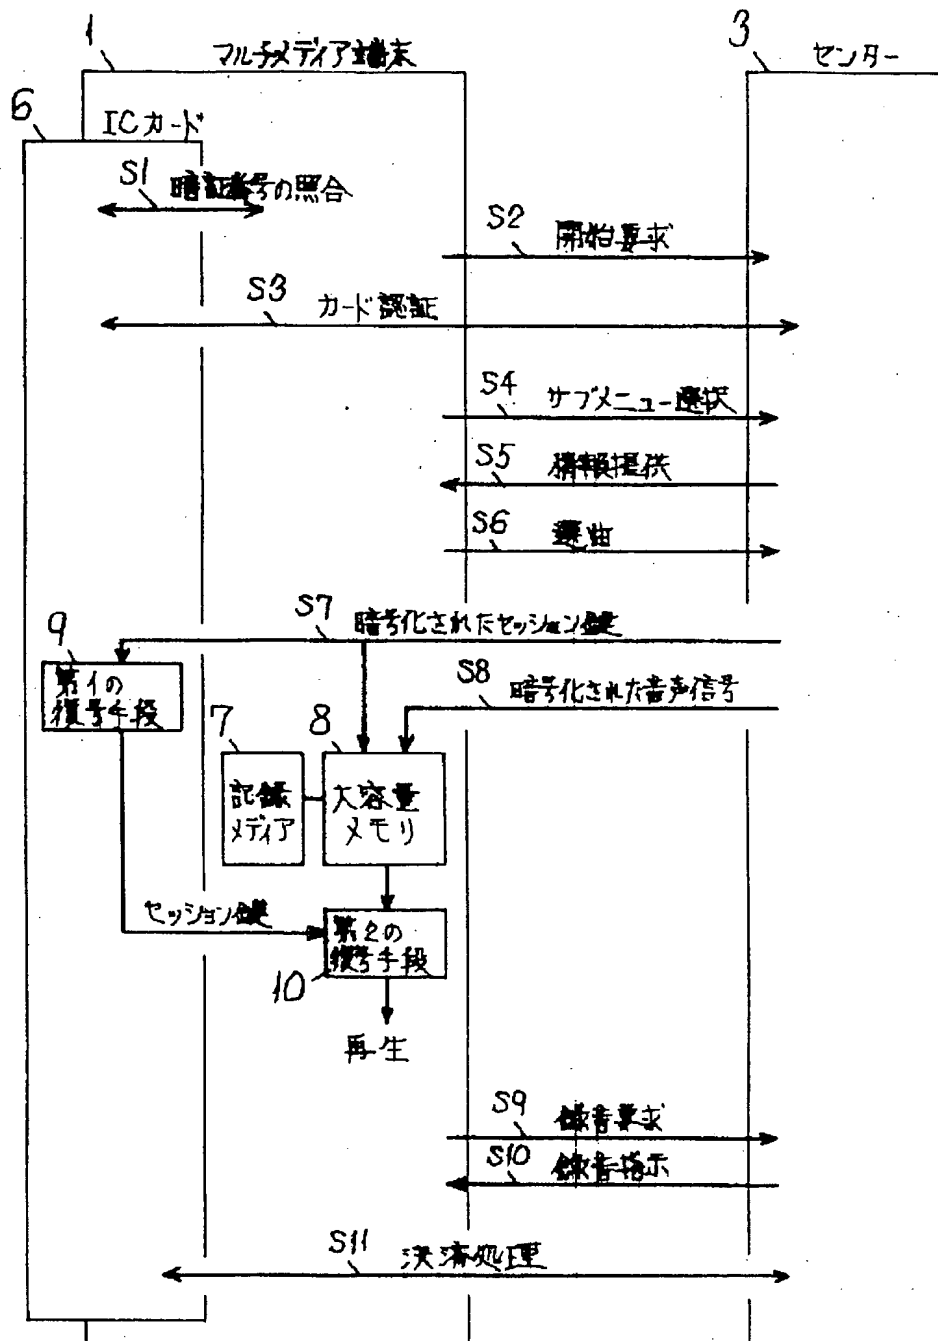 1
マルチメディア端末
3
センター
6
ICカード
S1
暗証番号の照合
S2
開始要求
S3
カード認証
S4
サブメニュー選択
S5
情報提供
S6
選曲
S7
暗号化されたセッション鍵
9
第1の
復号手段
S8
暗号化された音声信号
7
8
記録
メディア
大容量
メモリ
セッション鍵
第2の
復号手段
10
再生
S9
録音要求
S10
録音指示
S11
決済処理